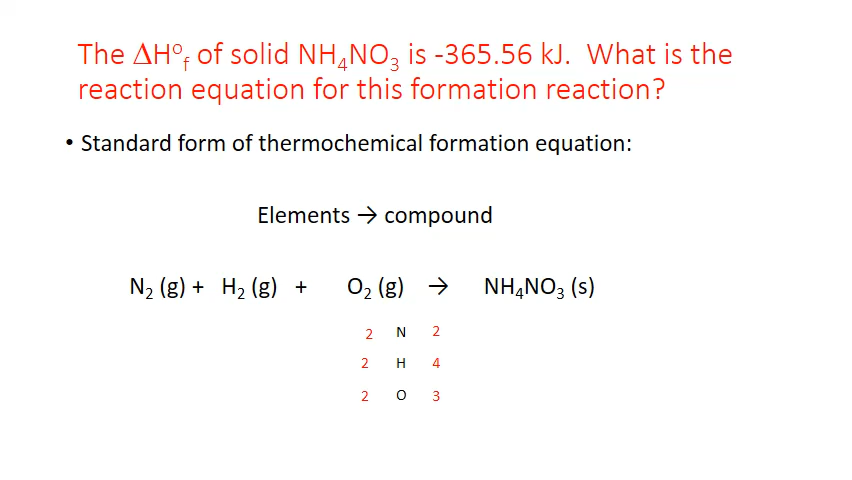 The ΔH°f of solid NH₄NO₃ is -365.56 kJ. What is the
reaction equation for this formation reaction?
• Standard form of thermochemical formation equation:
Elements → compound
N₂ (g) + H₂ (g) + O₂ (g) → NH₄NO₃ (s)
2 N 2
2 H 4
2 O 3